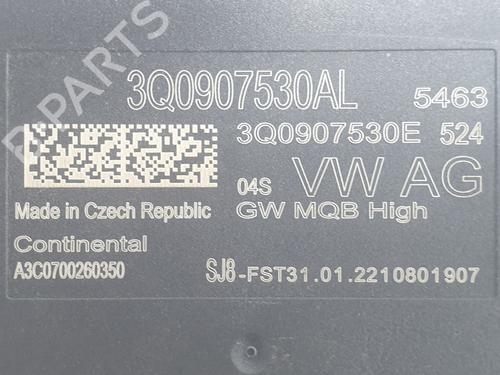 3Q0907530AL 5463
3Q0907530E 524
04S VW AG
Made in Czech Republic GW MQB High
Continental
A3C0700260350 SJ8-FST31.01.2210801907
B-PARTS